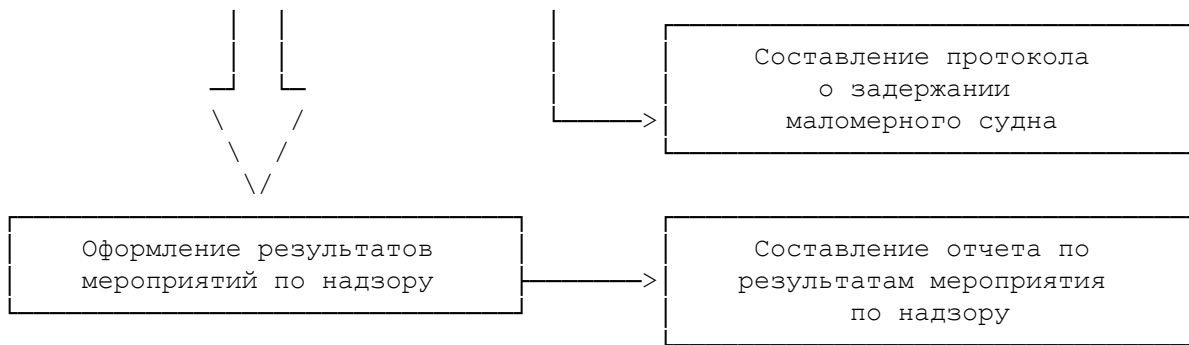 Составление протокола
о задержании
маломерного судна
Оформление результатов
мероприятий по надзору
Составление отчета по
результатам мероприятия
по надзору